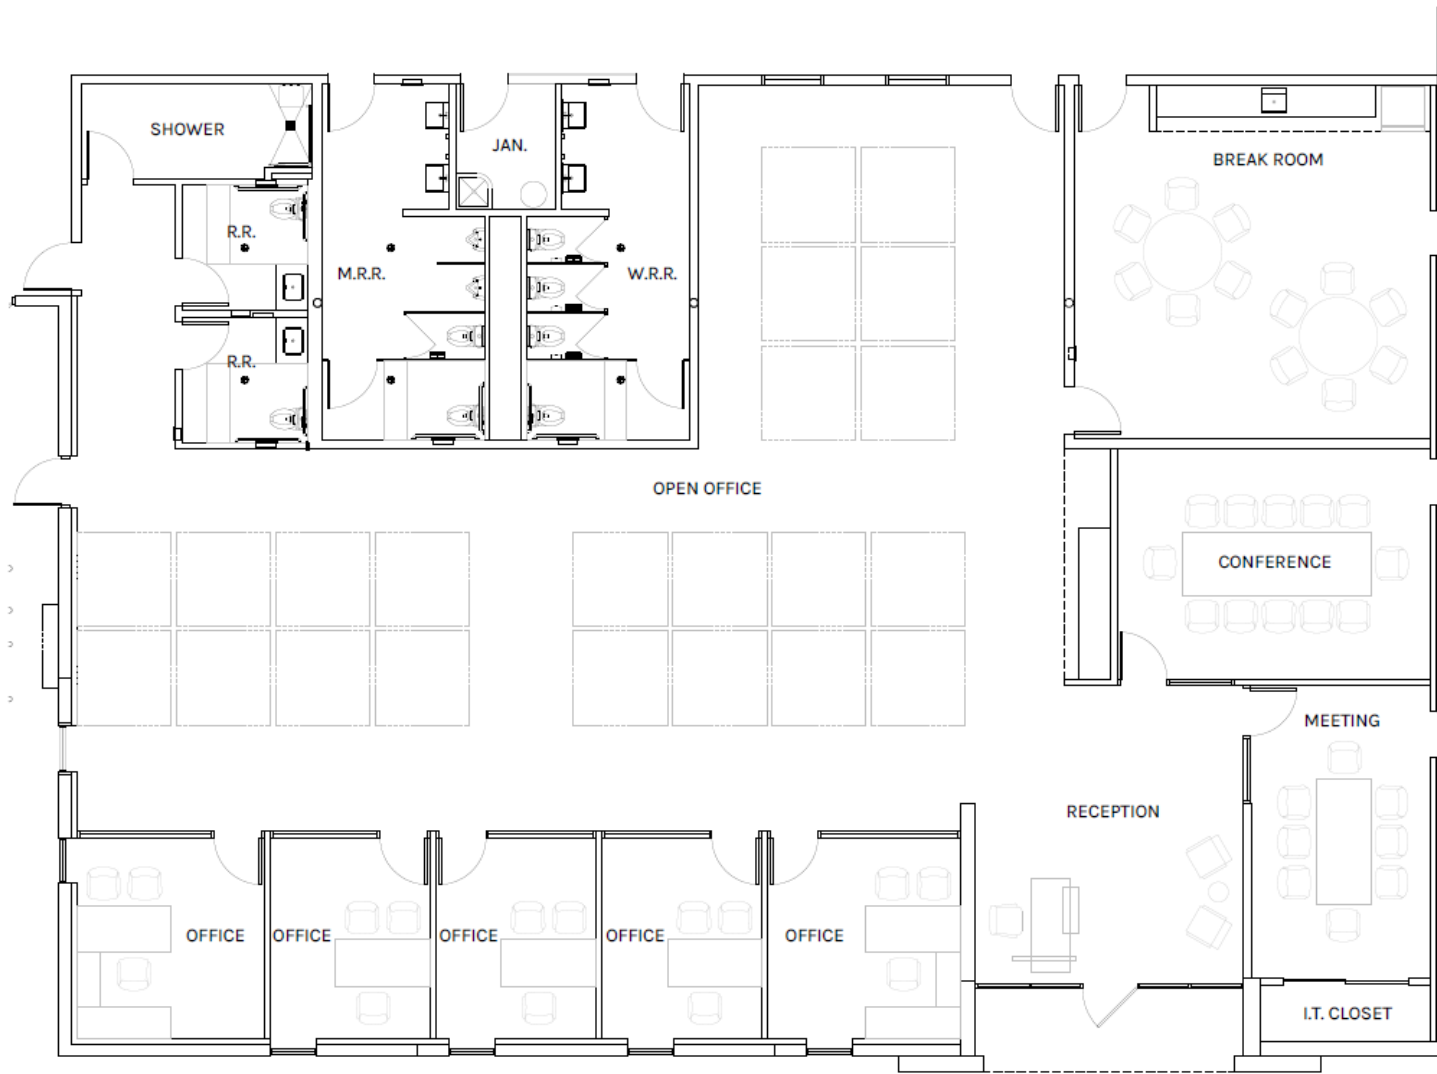 SHOWER
JAN.
BREAK ROOM
R.R.
M.R.R.
W.R.R.
R.R.
OPEN OFFICE
CONFERENCE
MEETING
RECEPTION
OFFICE
OFFICE
OFFICE
OFFICE
OFFICE
I.T. CLOSET